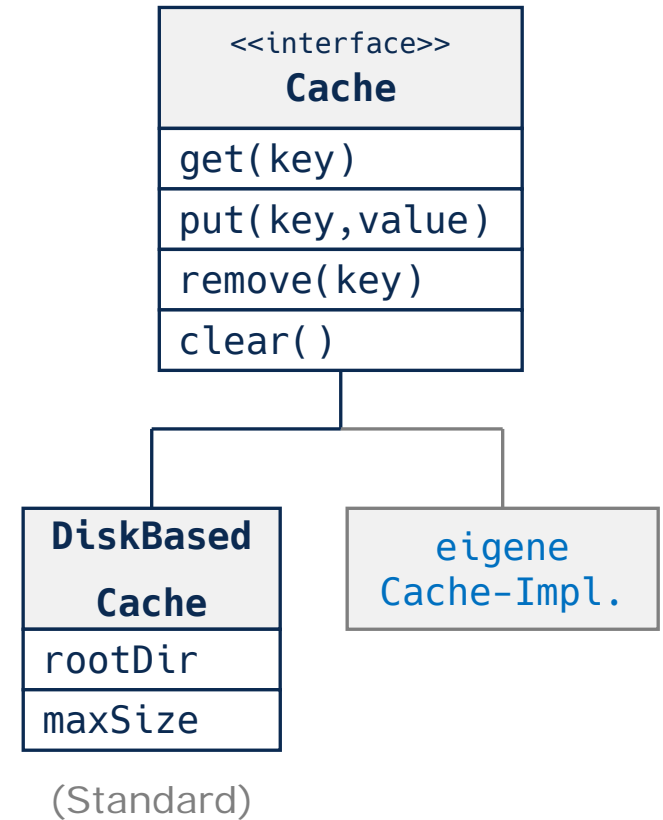 <<interface>>
Cache
get(key)
put(key,value)
remove(key)
clear()
DiskBased
Cache
rootDir
maxSize
(Standard)
eigene
Cache-Impl.